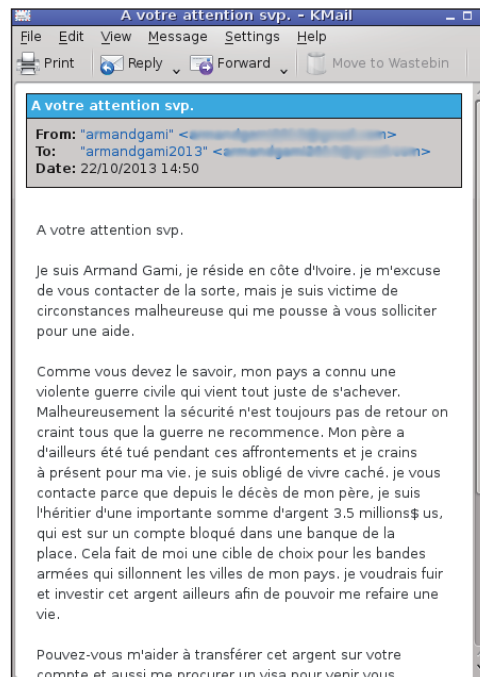 A votre attention svp. – KMail
File Edit View Message Settings Help
Print Reply Forward Move to Wastebin
A votre attention svp.
From: "armandgami" <
To: "armandgami2013" <
Date: 22/10/2013 14:50
A votre attention svp.
Je suis Armand Gami, je réside en côte d'Ivoire. je m'excuse
de vous contacter de la sorte, mais je suis victime de
circonstances malheureuse qui me pousse à vous solliciter
pour une aide.
Comme vous devez le savoir, mon pays a connu une
violente guerre civile qui vient tout juste de s'achever.
Malheureusement la sécurité n'est toujours pas de retour on
craint tous que la guerre ne recommence. Mon père a
d'ailleurs été tué pendant ces affrontements et je crains
à présent pour ma vie. je suis obligé de vivre caché. je vous
contacte parce que depuis le décès de mon père, je suis
l'héritier d'une importante somme d'argent 3.5 millions$ us,
qui est sur un compte bloqué dans une banque de la
place. Cela fait de moi une cible de choix pour les bandes
armées qui sillonnent les villes de mon pays. je voudrais fuir
et investir cet argent ailleurs afin de pouvoir me refaire une
vie.
Pouvez-vous m'aider à transférer cet argent sur votre
compte et aussi me procurer un visa pour venir vous